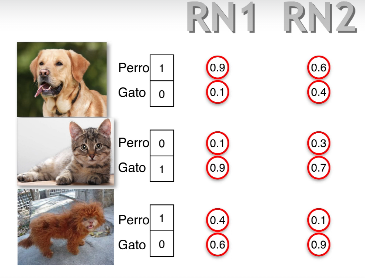 RN1 RN2
Perro 1 0.9 0.6
Gato 0 0.1 0.4
Perro 0 0.1 0.3
Gato 1 0.9 0.7
Perro 1 0.4 0.1
Gato 0 0.6 0.9